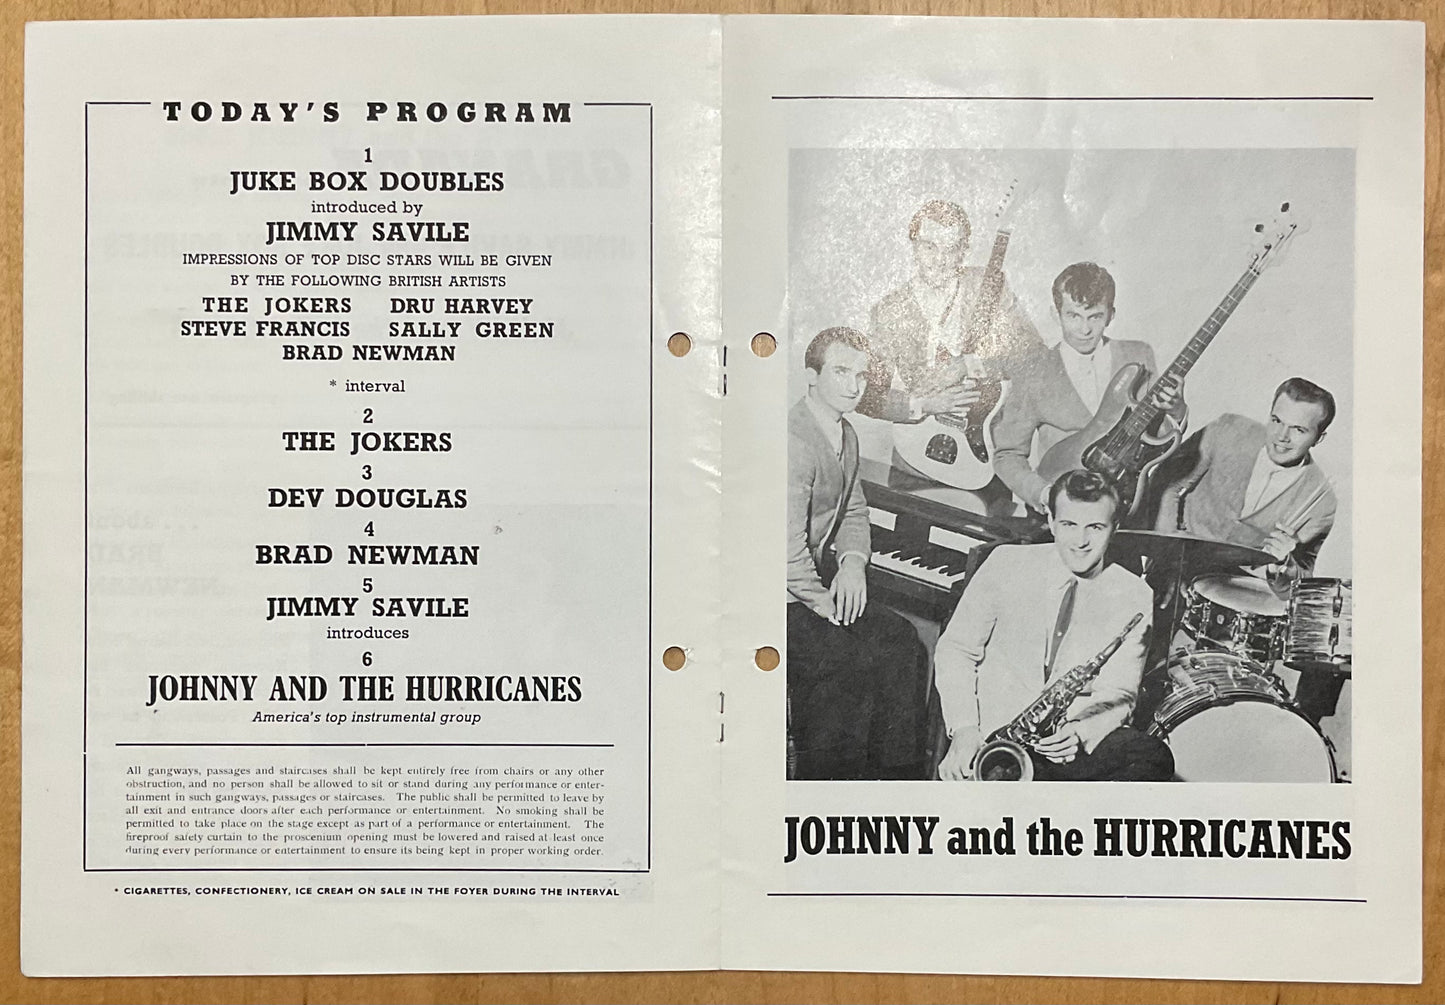 TODAY'S PROGRAM
1
JUKE BOX DOUBLES
introduced by
JIMMY SAVILE
IMPRESSIONS OF TOP DISC STARS WILL BE GIVEN
BY THE FOLLOWING BRITISH ARTISTS
THE JOKERS DRU HARVEY
STEVE FRANCIS SALLY GREEN
BRAD NEWMAN
* interval
2
THE JOKERS
3
DEV DOUGLAS
4
BRAD NEWMAN
5
JIMMY SAVILE
introduces
6
JOHNNY AND THE HURRICANES
America's top instrumental group
All gangways, passages and staircases shall be kept entirely free from chairs or any other
obstruction, and no person shall be allowed to sit or stand during any performance or enter-
tainment in such gangways, passages or staircases. The public shall be permitted to leave by
all exit and entrance doors after each performance or entertainment. No smoking shall be
permitted to take place on the stage except as part of a performance or entertainment. The
fireproof safety curtain to the proscenium opening must be lowered and raised at least once
during every performance or entertainment to ensure its being kept in proper working order.
* CIGARETTES, CONFECTIONERY, ICE CREAM ON SALE IN THE FOYER DURING THE INTERVAL
JOHNNY and the HURRICANES